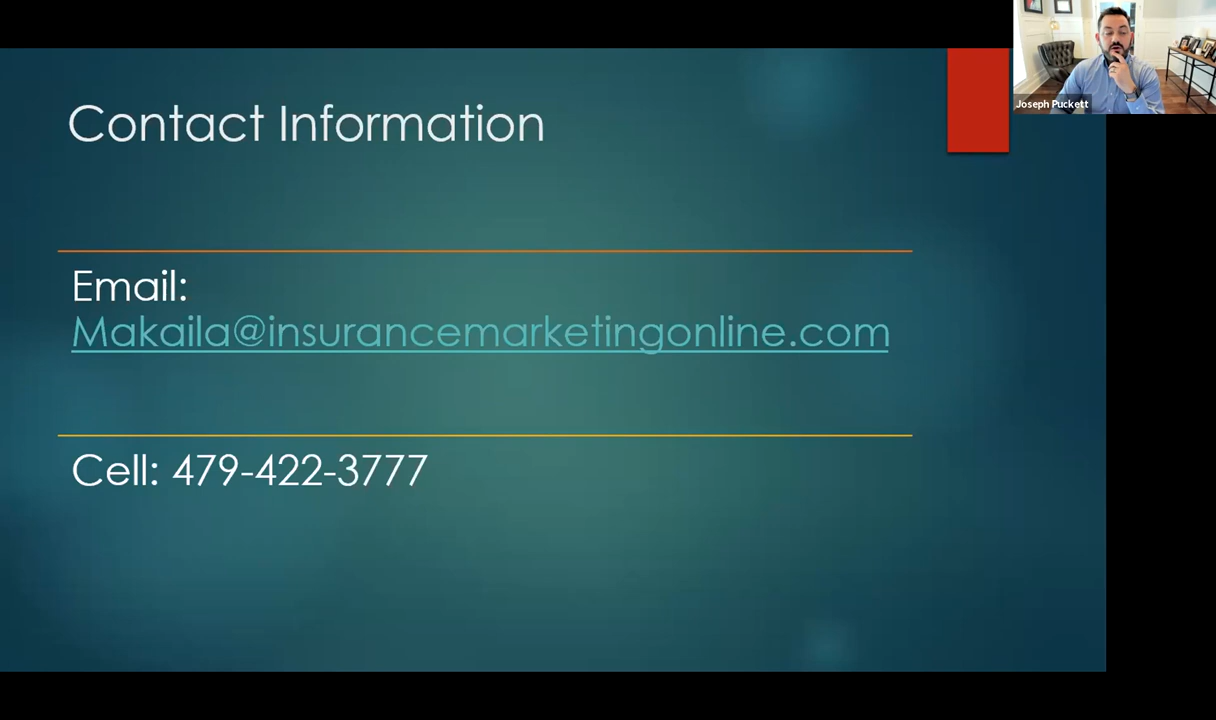 Joseph Puckett
Contact Information
Email:
Makaila@insurancemarketingonline.com
Cell: 479-422-3777